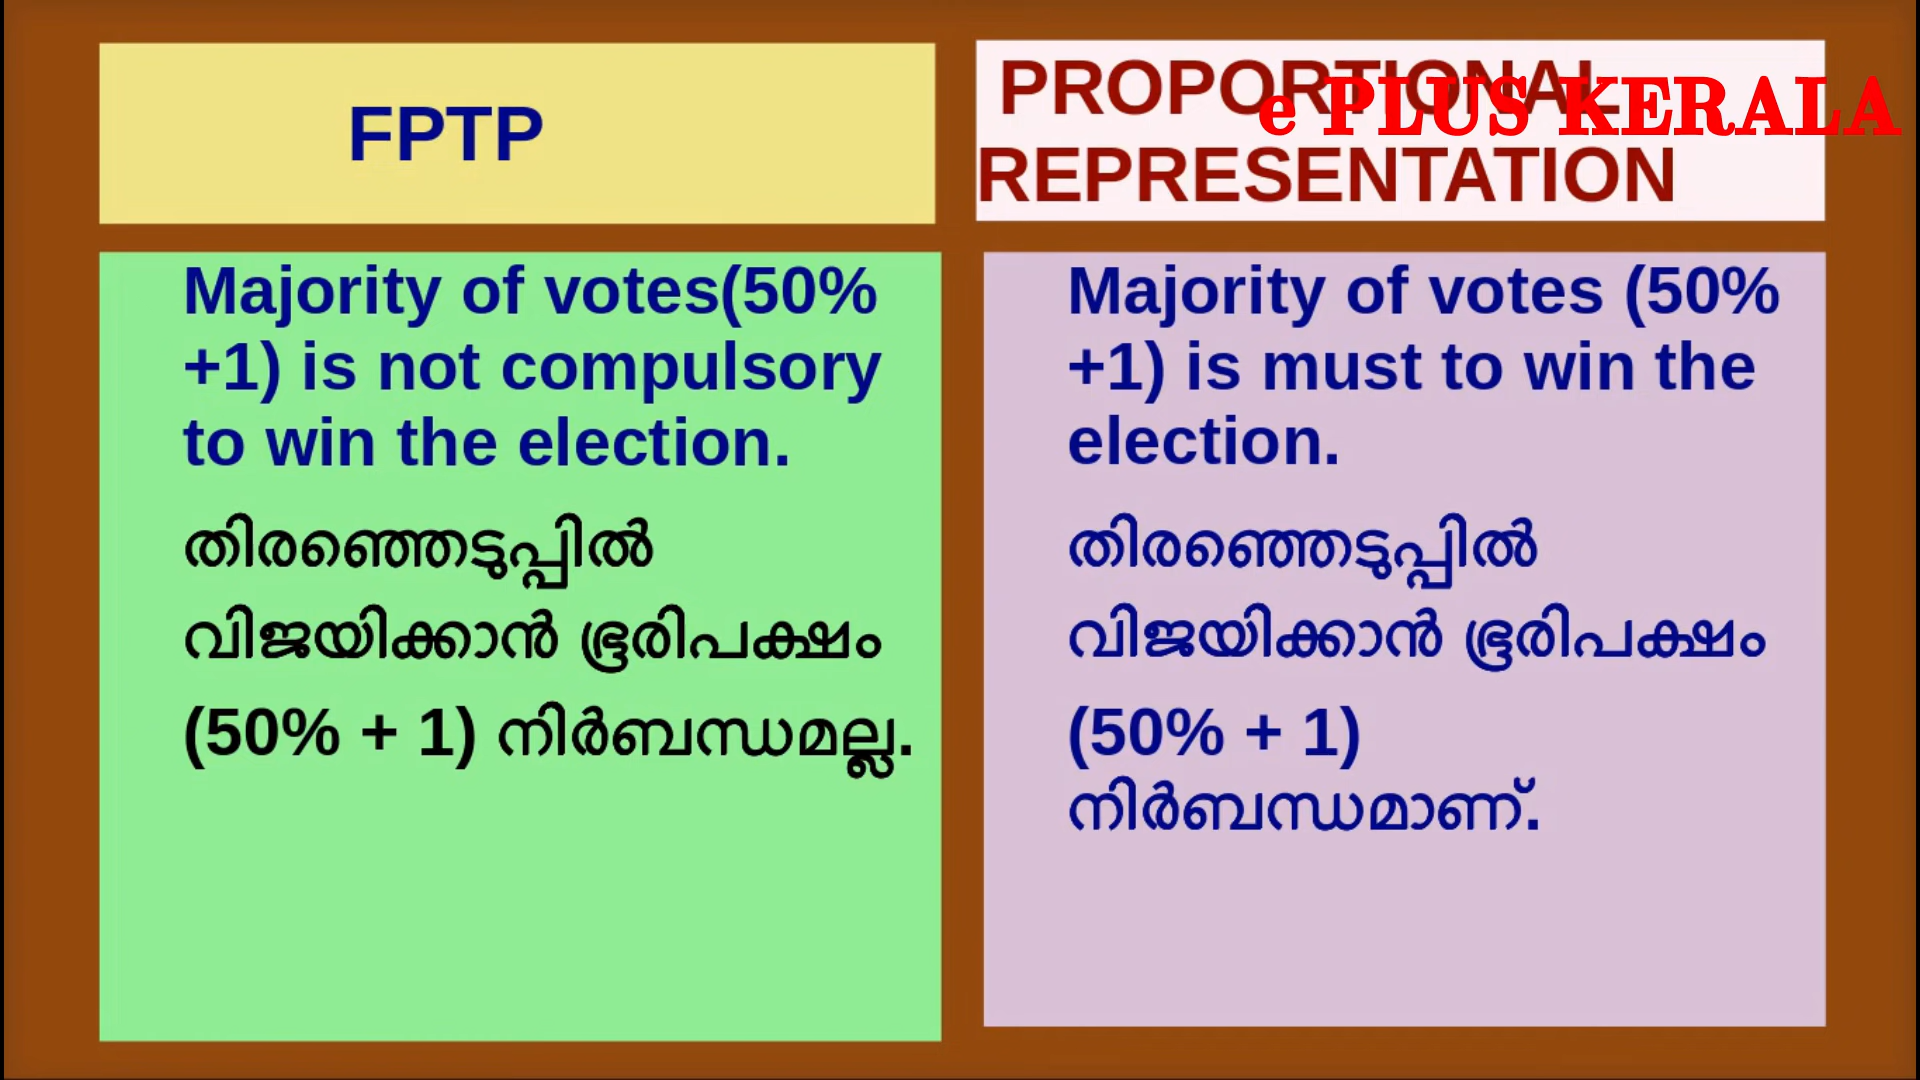 FPTP
PROPORTIONAL
REPRESENTATION
e PLUS KERALA
Majority of votes(50%
+1) is not compulsory
to win the election.
തിരഞ്ഞെടുപ്പിൽ
വിജയിക്കാൻ ഭൂരിപക്ഷം
(50% + 1) നിർബന്ധമല്ല.
Majority of votes (50%
+1) is must to win the
election.
തിരഞ്ഞെടുപ്പിൽ
വിജയിക്കാൻ ഭൂരിപക്ഷം
(50% + 1)
നിർബന്ധമാണ്.